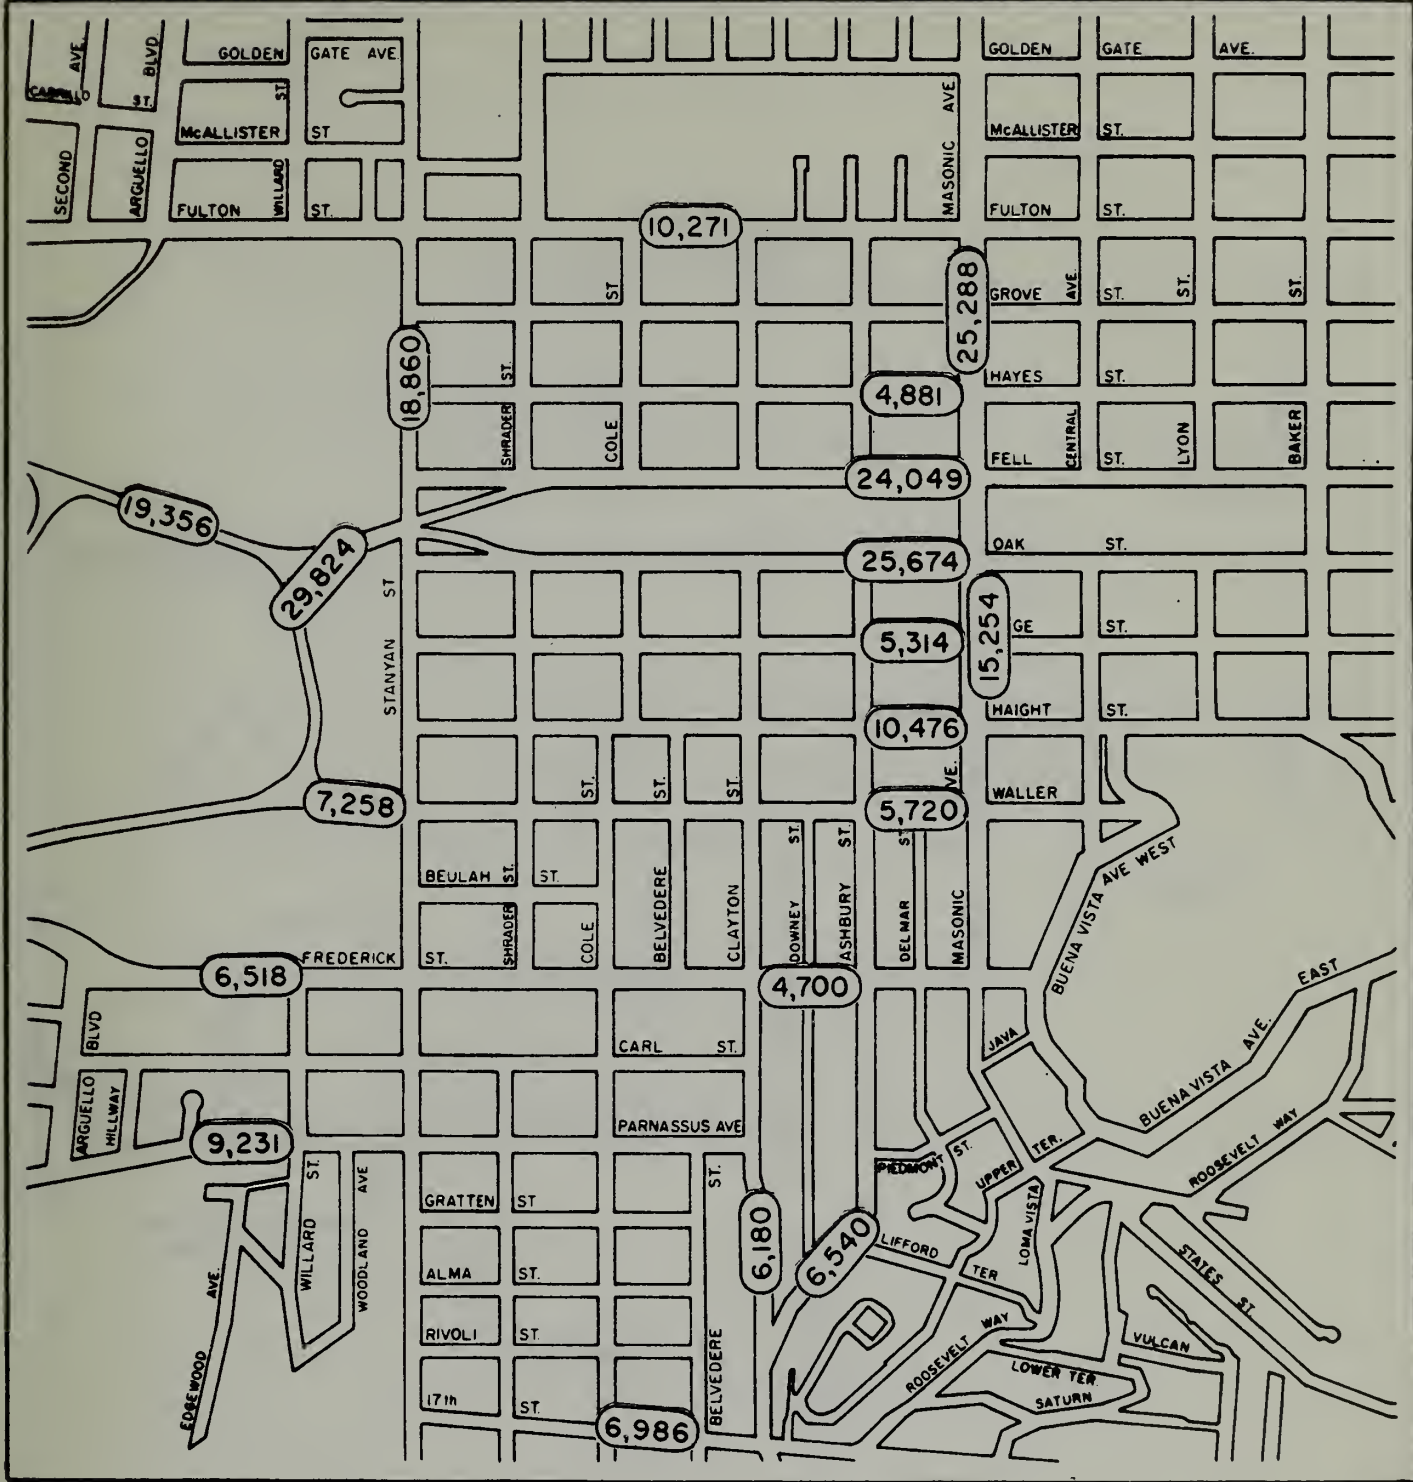 GOLDEN GATE AVE GOLDEN GATE AVE.
AVE. BLVD
ST. ST.
McALLISTER ST McALLISTER ST.
SECOND ARGUELLO WILLARD MASONIC AVE
FULTON ST. FULTON ST.
10,271
ST GROVE AVE. ST. ST. ST.
25,288
18,860
ST. HAYES ST.
4,881
SHRADER COLE FELL CENTRAL ST. LYON BAKER
24,049
19,356
OAK ST.
25,674
29,824
STANYAN ST
GE ST.
5,314
15,254
HAIGHT ST.
10,476
ST. ST. ST. VE. WALLER
7,258
5,720
ST. ST. ST
BEULAH ST. ST.
BUENA VISTA AVE WEST
SHRADER COLE BELVEDERE CLAYTON DOWNEY ASHBURY DELMAR MASONIC
FREDERICK ST.
6,518
4,700
BUENA VISTA AVE. EAST
BLVD CARL ST. JAVA
ARGUELLO HILLWAY
PARNASSUS AVE
9,231
PIEDMONT ST. UPPER TER.
ROOSEVELT WAY
WILLARD ST. WOODLAND AVE
GRATTEN ST
BELVEDERE ST.
6,180
6,540
LIFFORD TER
LOMA VISTA
STATES ST.
ALMA ST.
EDGEWOOD AVE.
RIVOLI ST.
ROOSEVELT WAY
VULCAN
LOWER TER.
SATURN
17th ST.
6,986